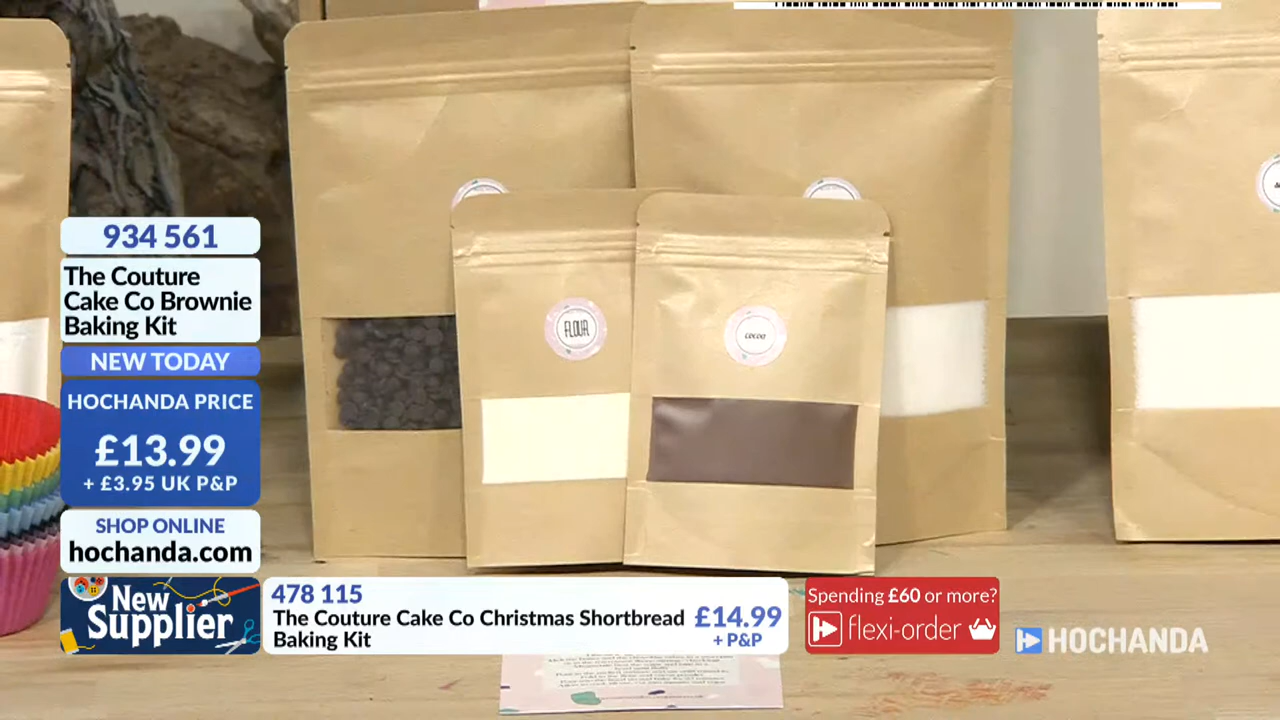 934 561
The Couture
Cake Co Brownie
Baking Kit
NEW TODAY
HOCHANDA PRICE
£13.99
+ £3.95 UK P&P
SHOP ONLINE
hochanda.com
New
Supplier
FLOUR
COCOA
478 115
The Couture Cake Co Christmas Shortbread
Baking Kit
£14.99
+ P&P
Spending £60 or more?
flexi-order
HOCHANDA